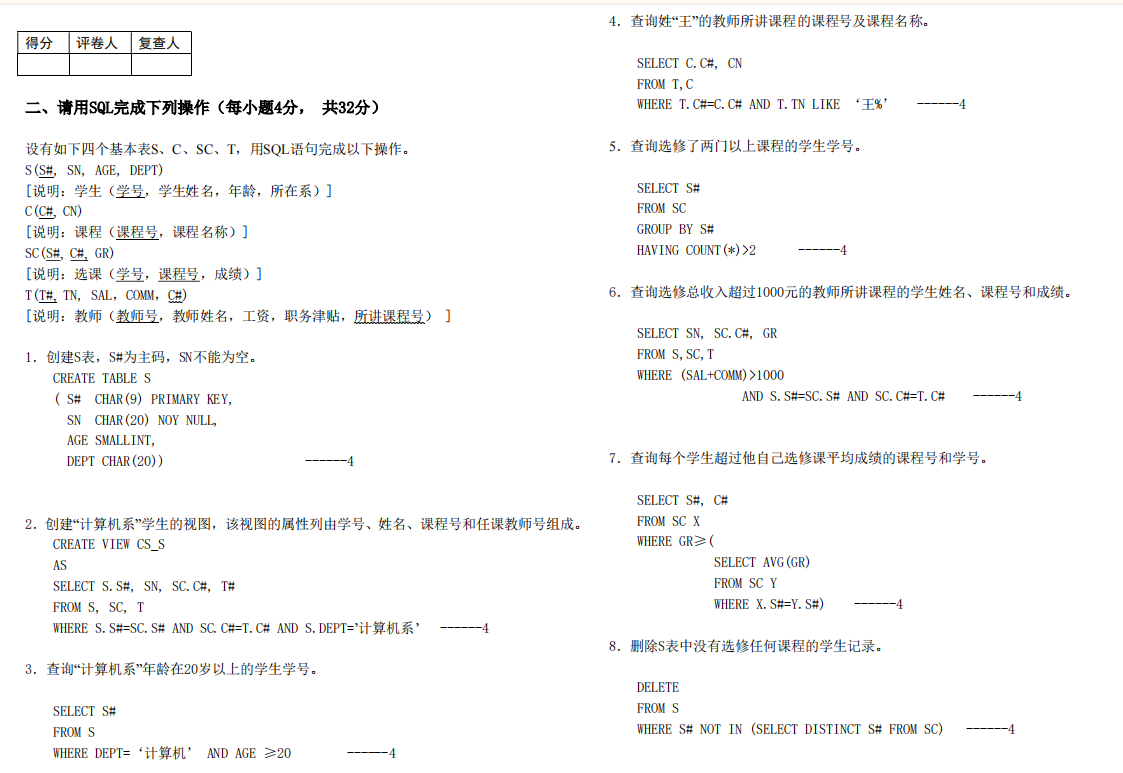 得分 评卷人 复查人
二、请用SQL完成下列操作（每小题4分， 共32分）
设有如下四个基本表S、C、SC、T，用SQL语句完成以下操作。
S(S#, SN, AGE, DEPT)
[说明：学生（学号，学生姓名，年龄，所在系）]
C(C#, CN)
[说明：课程（课程号，课程名称）]
SC(S#, C#, GR)
[说明：选课（学号，课程号，成绩）]
T(T#, TN, SAL，COMM，C#)
[说明：教师（教师号，教师姓名，工资，职务津贴，所讲课程号） ]
1．创建S表，S#为主码，SN不能为空。
CREATE TABLE S
( S# CHAR(9) PRIMARY KEY,
SN CHAR(20) NOY NULL,
AGE SMALLINT,
DEPT CHAR(20)) ------4
2．创建“计算机系”学生的视图，该视图的属性列由学号、姓名、课程号和任课教师号组成。
CREATE VIEW CS_S
AS
SELECT S.S#, SN, SC.C#, T#
FROM S, SC, T
WHERE S.S#=SC.S# AND SC.C#=T.C# AND S.DEPT=’计算机系’ ------4
3．查询“计算机系”年龄在20岁以上的学生学号。
SELECT S#
FROM S
WHERE DEPT= ‘计算机’ AND AGE ≥20 ------4
4．查询姓“王”的教师所讲课程的课程号及课程名称。
SELECT C.C#, CN
FROM T,C
WHERE T.C#=C.C# AND T.TN LIKE ‘王%’ ------4
5．查询选修了两门以上课程的学生学号。
SELECT S#
FROM SC
GROUP BY S#
HAVING COUNT(*)>2 ------4
6．查询选修总收入超过1000元的教师所讲课程的学生姓名、课程号和成绩。
SELECT SN, SC.C#, GR
FROM S,SC,T
WHERE (SAL+COMM)>1000
AND S.S#=SC.S# AND SC.C#=T.C# ------4
7．查询每个学生超过他自己选修课平均成绩的课程号和学号。
SELECT S#, C#
FROM SC X
WHERE GR≥(
SELECT AVG(GR)
FROM SC Y
WHERE X.S#=Y.S#) ------4
8．删除S表中没有选修任何课程的学生记录。
DELETE
FROM S
WHERE S# NOT IN (SELECT DISTINCT S# FROM SC) ------4